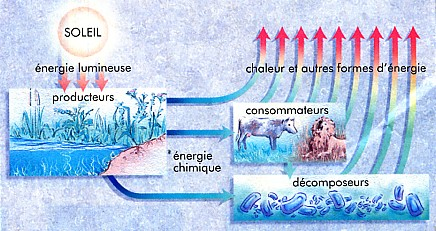 SOLEIL
énergie lumineuse
chaleur et autres formes d'énergie
producteurs
consommateurs
énergie
chimique
décomposeurs